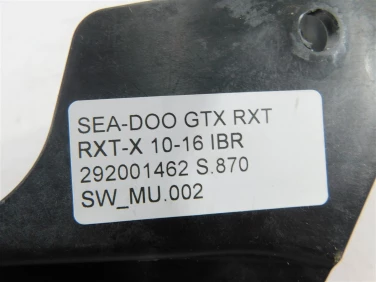 SEA-DOO GTX RXT
RXT-X 10-16 IBR
292001462 S.870
SW_MU.002